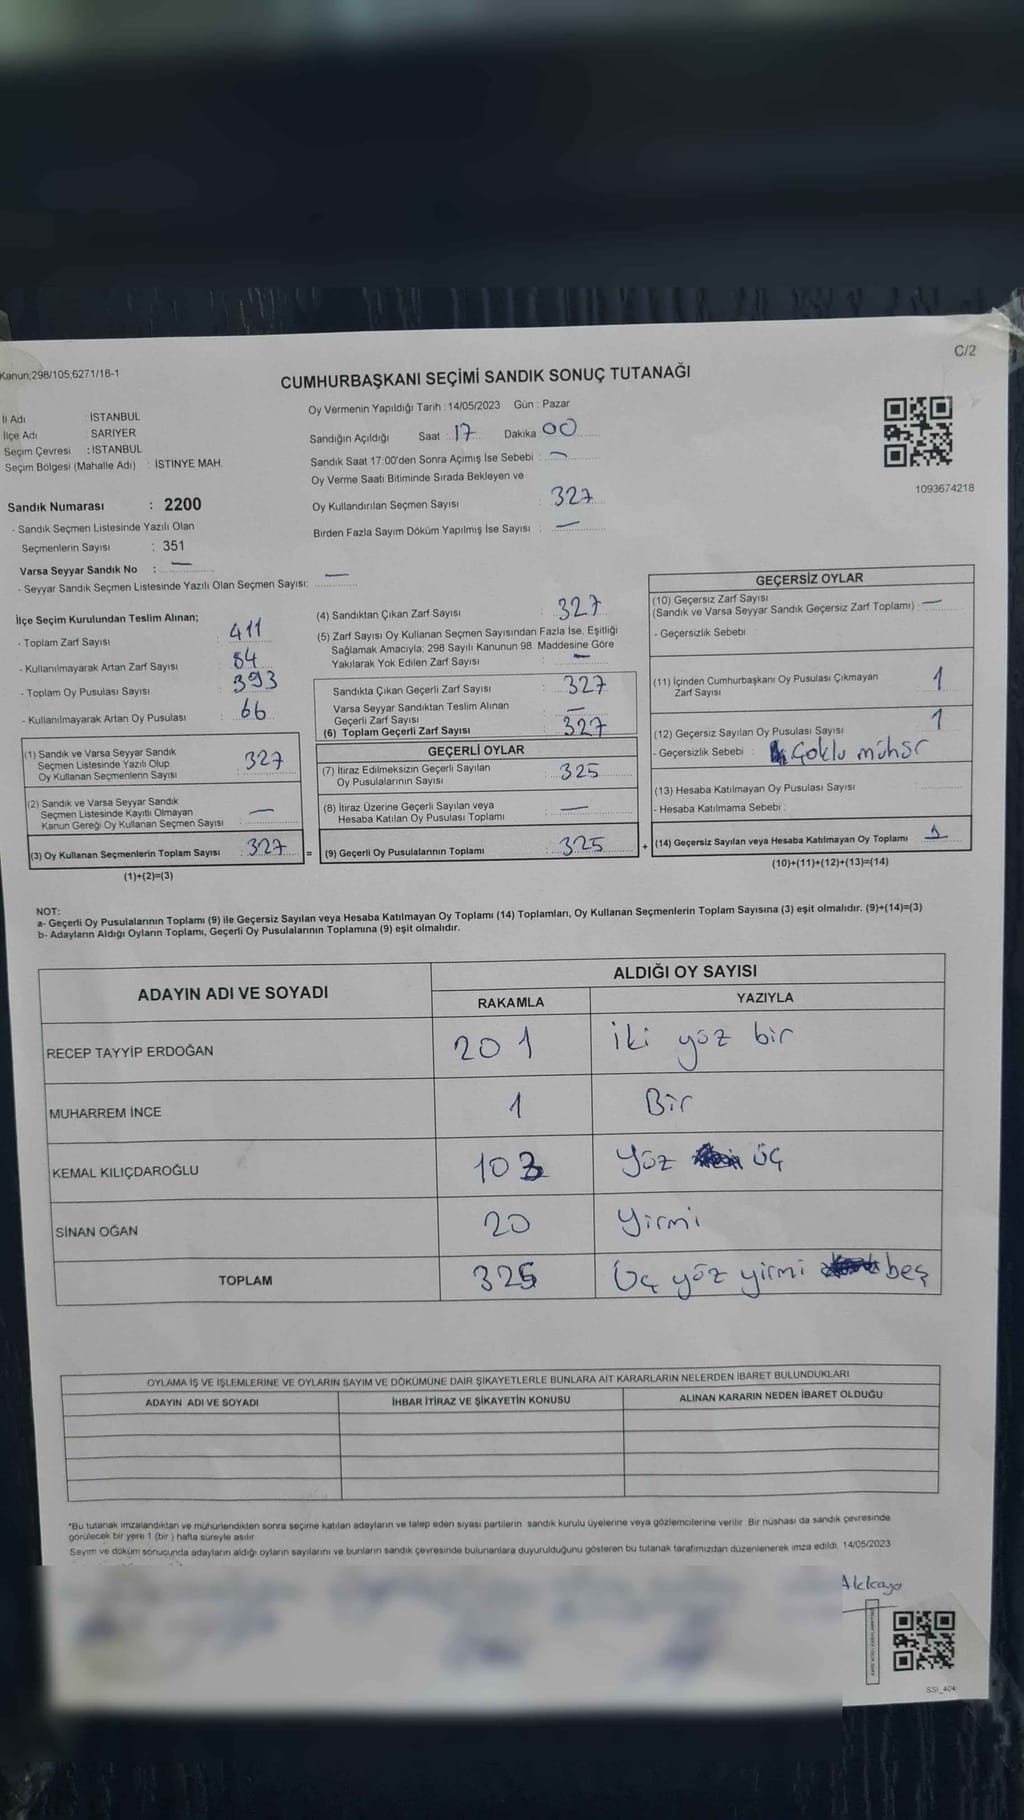 C/2
Kanun;298/105;6271/18-1
CUMHURBAŞKANI SEÇİMİ SANDIK SONUÇ TUTANAĞI
İl Adı : İSTANBUL
İlçe Adı : SARIYER
Seçim Çevresi : İSTANBUL
Seçim Bölgesi (Mahalle Adı) : İSTİNYE MAH.
Oy Vermenin Yapıldığı Tarih : 14/05/2023 Gün : Pazar
Sandığın Açıldığı Saat : 17 Dakika : 00
Sandık Saat 17:00'den Sonra Açımış İse Sebebi : —
Oy Verme Saati Bitiminde Sırada Bekleyen ve
Oy Kullandırılan Seçmen Sayısı : 327
Birden Fazla Sayım Döküm Yapılmış İse Sayısı : —
1093674218
Sandık Numarası : 2200
- Sandık Seçmen Listesinde Yazılı Olan
Seçmenlerin Sayısı : 351
Varsa Seyyar Sandık No : —
- Seyyar Sandık Seçmen Listesinde Yazılı Olan Seçmen Sayısı: —
İlçe Seçim Kurulundan Teslim Alınan;
- Toplam Zarf Sayısı : 411
- Kullanılmayarak Artan Zarf Sayısı : 84
- Toplam Oy Pusulası Sayısı : 393
- Kullanılmayarak Artan Oy Pusulası : 66
(1) Sandık ve Varsa Seyyar Sandık
Seçmen Listesinde Yazılı Olup
Oy Kullanan Seçmenlerin Sayısı : 327
(2) Sandık ve Varsa Seyyar Sandık
Seçmen Listesinde Kayıtlı Olmayan
Kanun Gereği Oy Kullanan Seçmen Sayısı : —
(3) Oy Kullanan Seçmenlerin Toplam Sayısı : 327
(1)+(2)=(3)
(4) Sandıktan Çıkan Zarf Sayısı : 327
(5) Zarf Sayısı Oy Kullanan Seçmen Sayısından Fazla İse, Eşitliği
Sağlamak Amacıyla; 298 Sayılı Kanunun 98. Maddesine Göre
Yakılarak Yok Edilen Zarf Sayısı : —
Sandıkta Çıkan Geçerli Zarf Sayısı : 327
Varsa Seyyar Sandıktan Teslim Alınan
Geçerli Zarf Sayısı : —
(6) Toplam Geçerli Zarf Sayısı : 327
GEÇERLİ OYLAR
(7) İtiraz Edilmeksizin Geçerli Sayılan
Oy Pusulalarının Sayısı : 325
(8) İtiraz Üzerine Geçerli Sayılan veya
Hesaba Katılan Oy Pusulası Toplamı : —
= (9) Geçerli Oy Pusulalarının Toplamı : 325
GEÇERSİZ OYLAR
(10) Geçersiz Zarf Sayısı
(Sandık ve Varsa Seyyar Sandık Geçersiz Zarf Toplamı) : —
- Geçersizlik Sebebi :
(11) İçinden Cumhurbaşkanı Oy Pusulası Çıkmayan
Zarf Sayısı : 1
(12) Geçersiz Sayılan Oy Pusulası Sayısı : 1
- Geçersizlik Sebebi : Çoklu mühür
(13) Hesaba Katılmayan Oy Pusulası Sayısı :
- Hesaba Katılmama Sebebi :
+ (14) Geçersiz Sayılan veya Hesaba Katılmayan Oy Toplamı : 1
(10)+(11)+(12)+(13)=(14)
NOT:
a- Geçerli Oy Pusulalarının Toplamı (9) ile Geçersiz Sayılan veya Hesaba Katılmayan Oy Toplamı (14) Toplamları, Oy Kullanan Seçmenlerin Toplam Sayısına (3) eşit olmalıdır. (9)+(14)=(3)
b- Adayların Aldığı Oyların Toplamı, Geçerli Oy Pusulalarının Toplamına (9) eşit olmalıdır.
ADAYIN ADI VE SOYADI ALDIĞI OY SAYISI
RAKAMLA YAZIYLA
RECEP TAYYİP ERDOĞAN 201 İki yüz bir
MUHARREM İNCE 1 Bir
KEMAL KILIÇDAROĞLU 103 Yüz üç
SİNAN OĞAN 20 Yirmi
TOPLAM 325 Üç yüz yirmi beş
OYLAMA İŞ VE İŞLEMLERİNE VE OYLARIN SAYIM VE DÖKÜMÜNE DAİR ŞİKAYETLERLE BUNLARA AİT KARARLARIN NELERDEN İBARET BULUNDUKLARI
ADAYIN ADI VE SOYADI İHBAR İTİRAZ VE ŞİKAYETİN KONUSU ALINAN KARARIN NEDEN İBARET OLDUĞU
*Bu tutanak imzalandıktan ve mühürlendikten sonra seçime katılan adayların ve talep eden siyasi partilerin sandık kurulu üyelerine veya gözlemcilerine verilir. Bir nüshası da sandık çevresinde
görülecek bir yere 1 (bir ) hafta süreyle asılır.
Sayım ve döküm sonucunda adayların aldığı oyların sayılarını ve bunların sandık çevresinde bulunanlara duyurulduğunu gösteren bu tutanak tarafımızdan düzenlenerek imza edildi. 14/05/2023
Akkaya
SSI_404